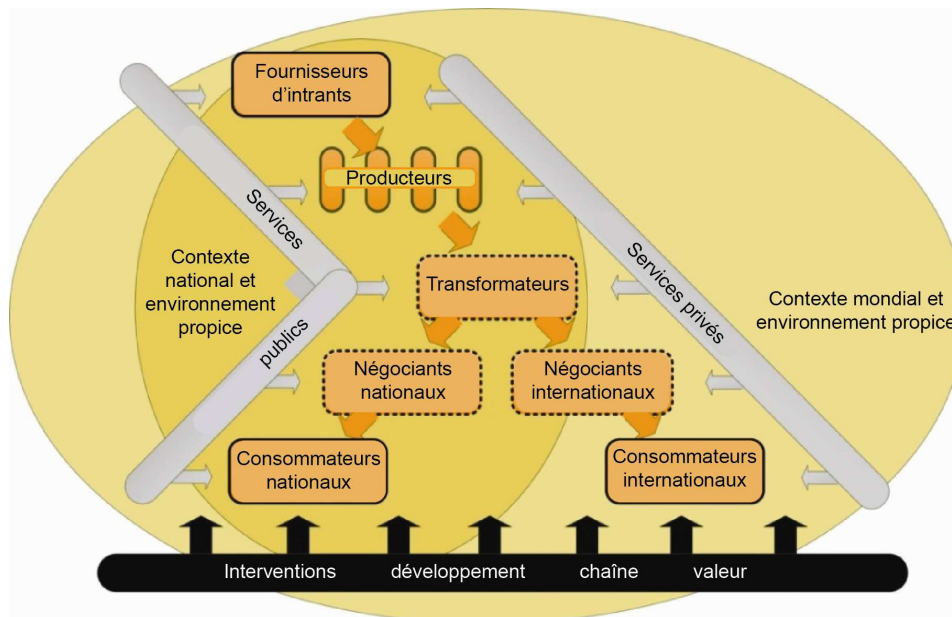 Fournisseurs
d'intrants
Producteurs
Services
publics
Contexte
national et
environnement
propice
Transformateurs
Services privés
Contexte mondial et
environnement propice
Négociants
nationaux
Négociants
internationaux
Consommateurs
nationaux
Consommateurs
internationaux
Interventions développement chaîne valeur